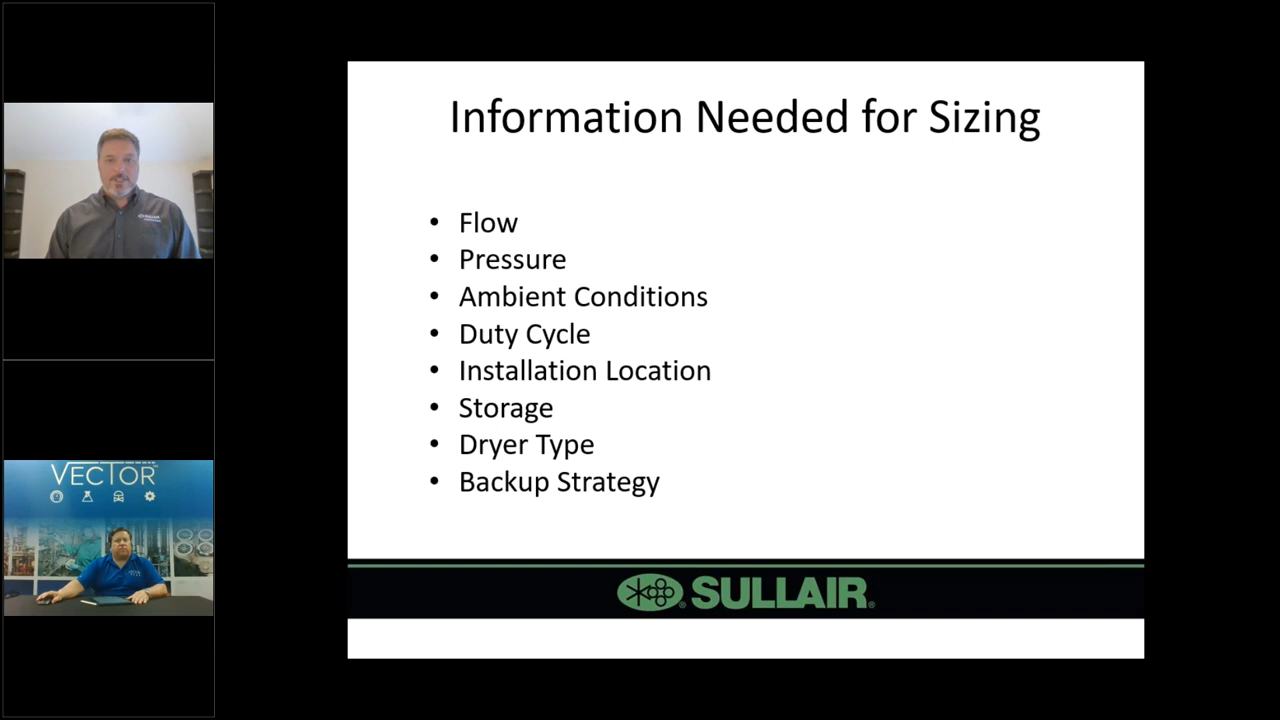 Information Needed for Sizing
• Flow
• Pressure
• Ambient Conditions
• Duty Cycle
• Installation Location
• Storage
• Dryer Type
• Backup Strategy
SULLAIR®
VECTOR